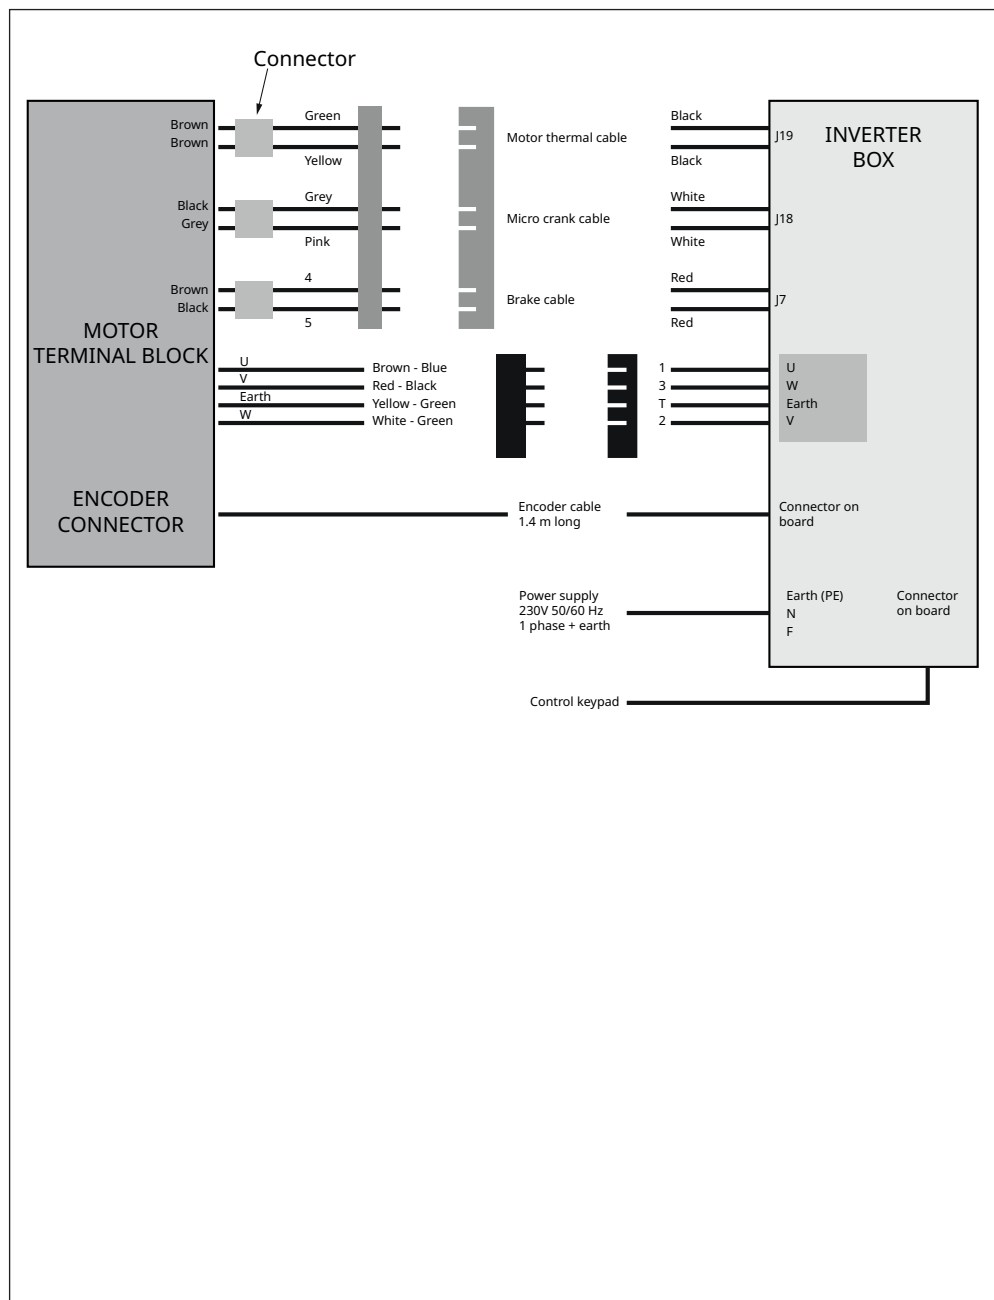 Connector
Brown
Brown
Green
Yellow
Motor thermal cable
Black
Black
J19
INVERTER
BOX
Black
Grey
Grey
Pink
Micro crank cable
White
White
J18
Brown
Black
4
5
Brake cable
Red
Red
J7
MOTOR
TERMINAL BLOCK
U
V
Earth
W
Brown - Blue
Red - Black
Yellow - Green
White - Green
1
3
T
2
U
W
Earth
V
ENCODER
CONNECTOR
Encoder cable
1.4 m long
Connector on
board
Power supply
230V 50/60 Hz
1 phase + earth
Earth (PE)
N
F
Connector
on board
Control keypad